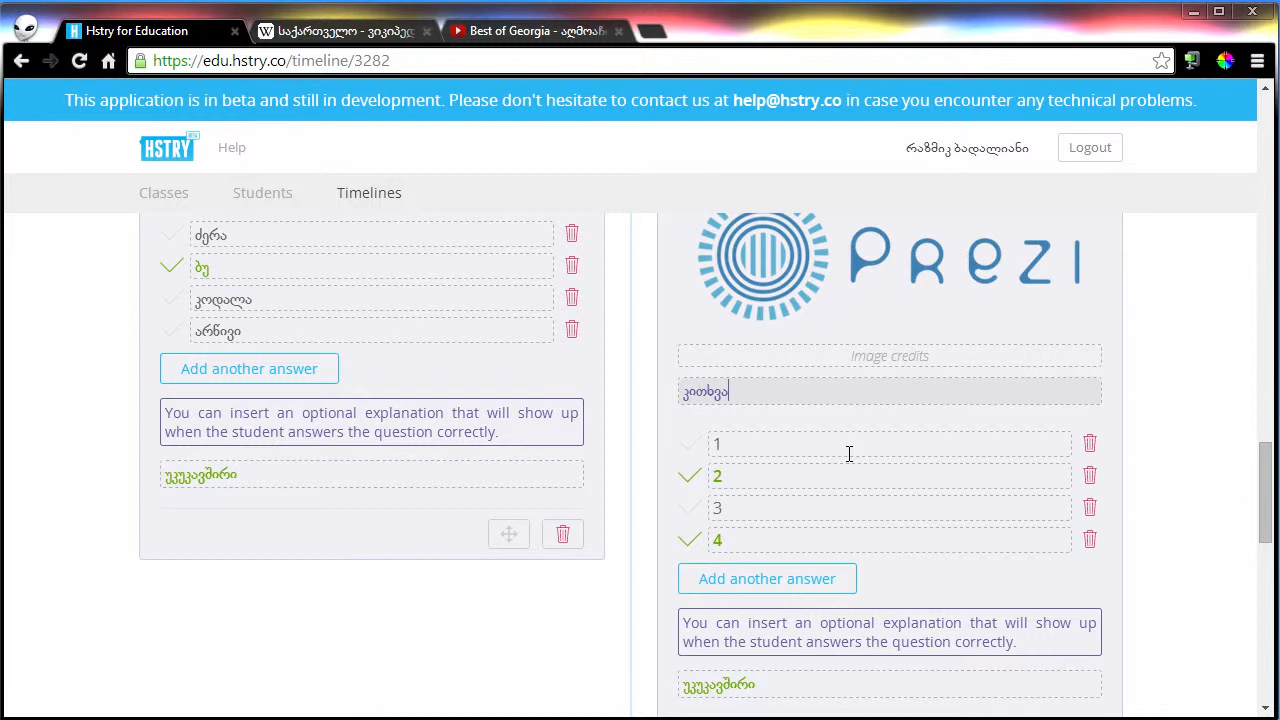 Hstry for Education
საქართველო - ვიკიპედ
Best of Georgia - აღმოაჩ
https://edu.hstry.co/timeline/3282
This application is in beta and still in development. Please don't hesitate to contact us at help@hstry.co in case you encounter any technical problems.
HSTRY
Help
რაზმიკ ბადალიანი
Logout
Classes
Students
Timelines
ძერა
ბუ
კოდალა
არწივი
Add another answer
You can insert an optional explanation that will show up
when the student answers the question correctly.
უკუკავშირი
PREZI
Image credits
კითხვა
1
2
3
4
Add another answer
You can insert an optional explanation that will show up
when the student answers the question correctly.
უკუკავშირი